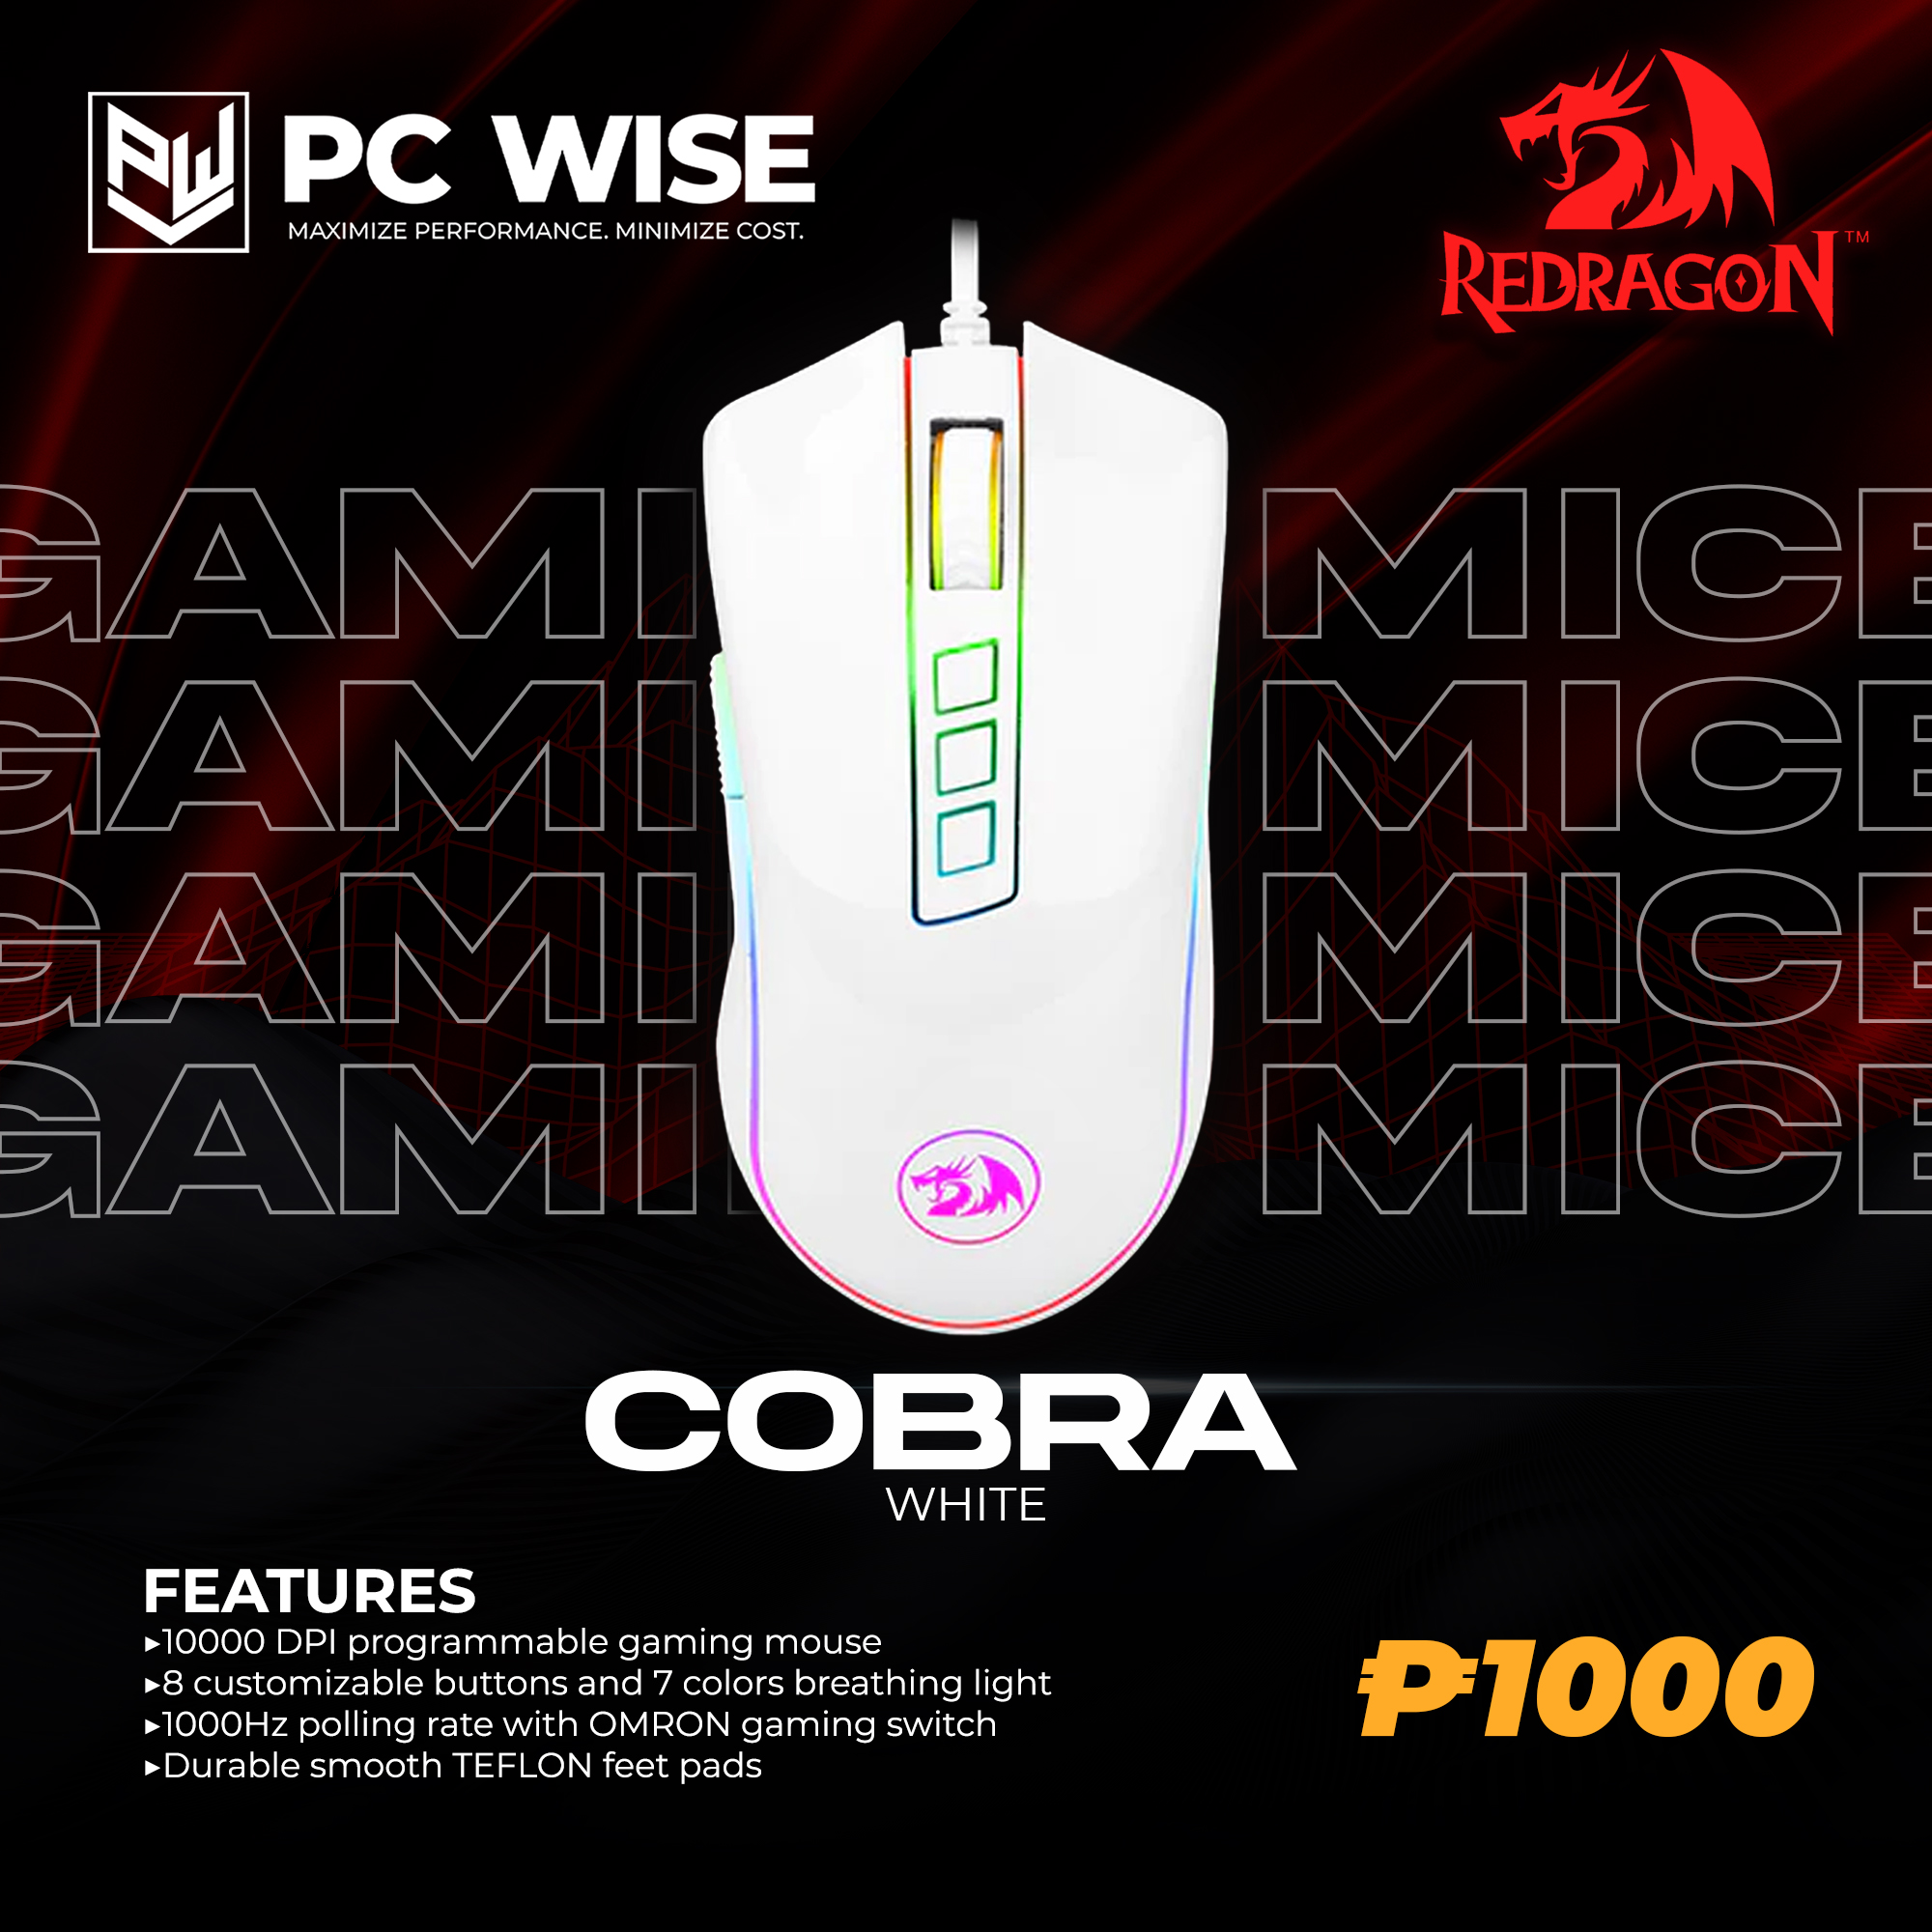 PW PC WISE
MAXIMIZE PERFORMANCE. MINIMIZE COST.
REDRAGON™
GAMI MICE
GAMI MICE
GAMI MICE
GAMI MICE
COBRA
WHITE
FEATURES
▸10000 DPI programmable gaming mouse
▸8 customizable buttons and 7 colors breathing light
▸1000Hz polling rate with OMRON gaming switch
▸Durable smooth TEFLON feet pads
₱1000